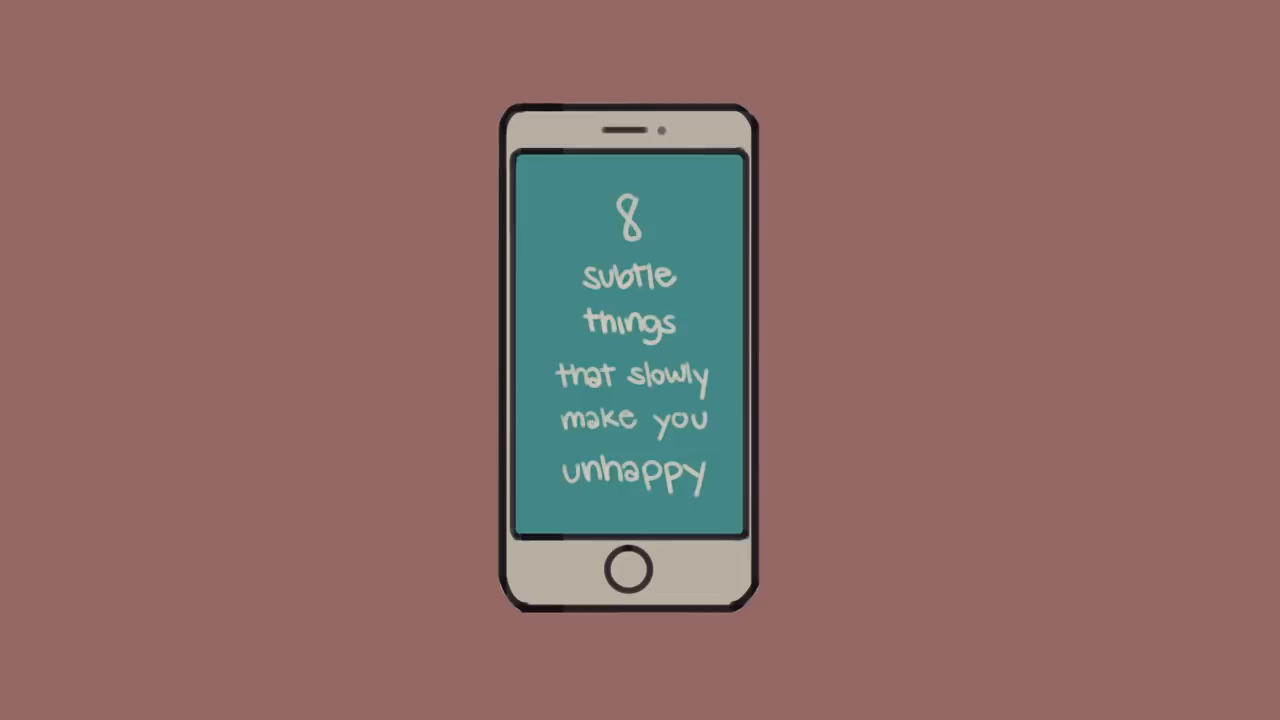 8
subtle
things
that slowly
make you
unhappy